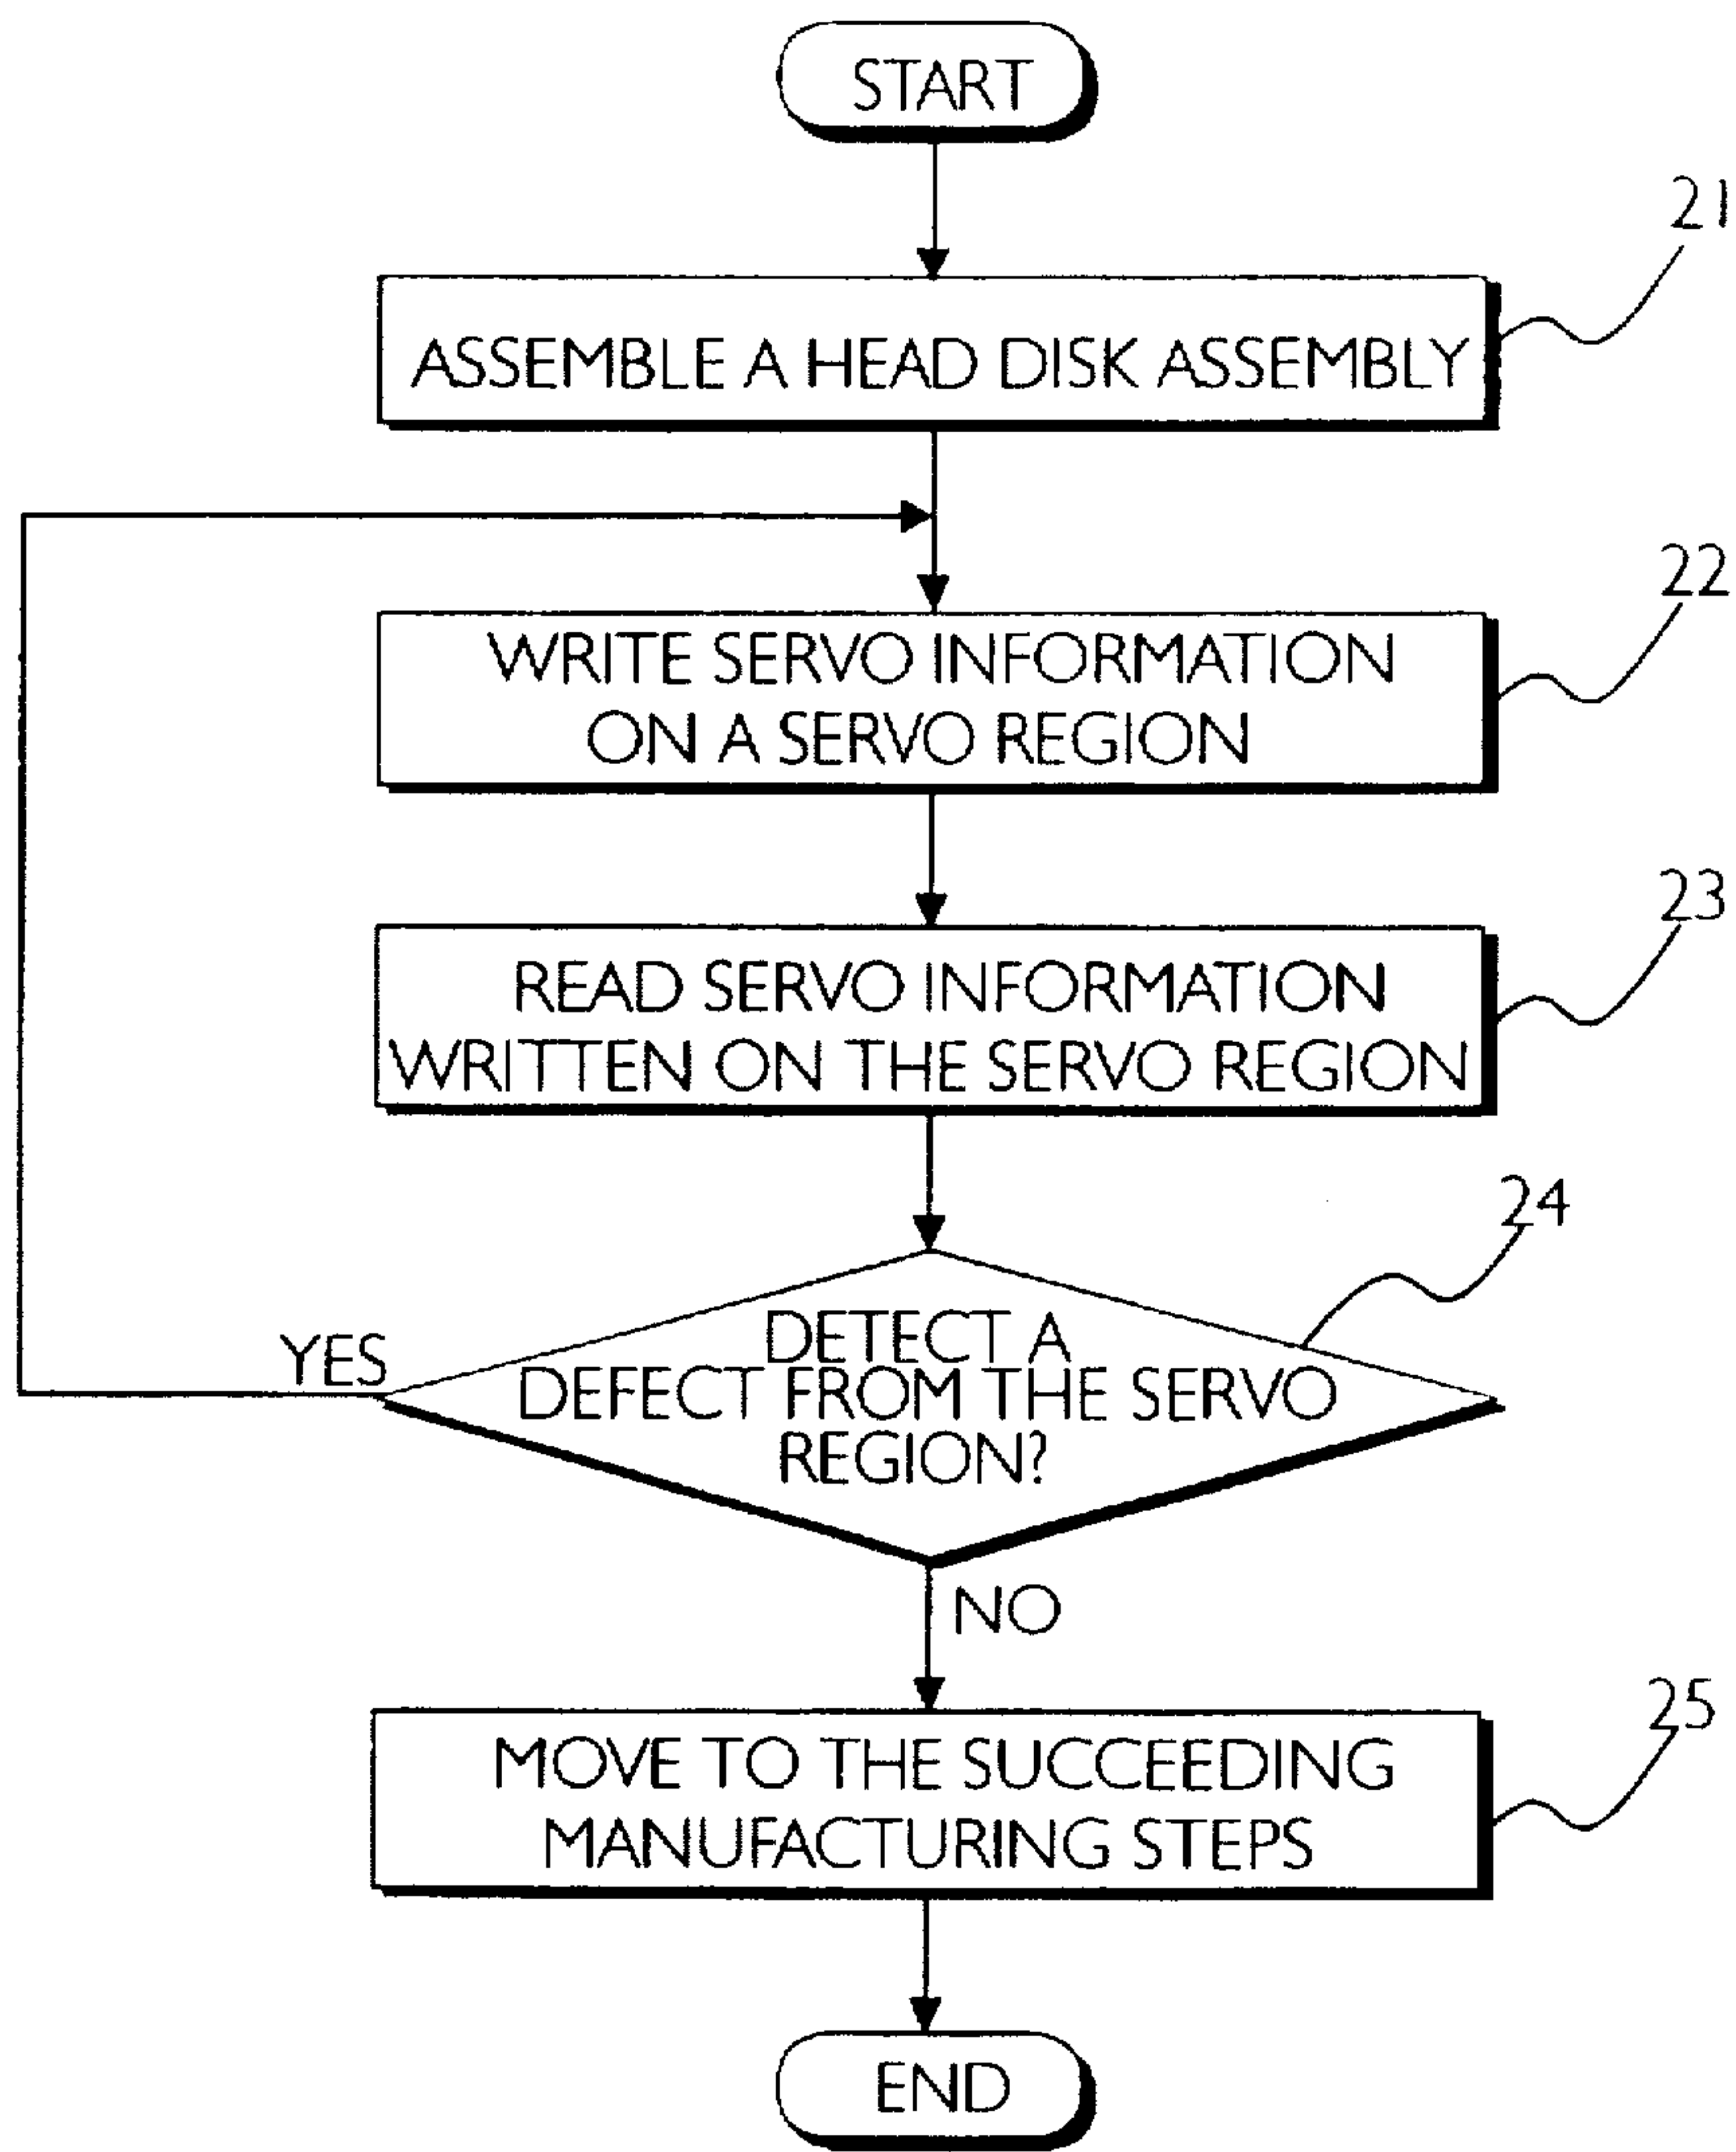 START
21
ASSEMBLE A HEAD DISK ASSEMBLY
22
WRITE SERVO INFORMATION
ON A SERVO REGION
23
READ SERVO INFORMATION
WRITTEN ON THE SERVO REGION
24
DETECT A
DEFECT FROM THE SERVO
REGION?
YES
NO
25
MOVE TO THE SUCCEEDING
MANUFACTURING STEPS
END